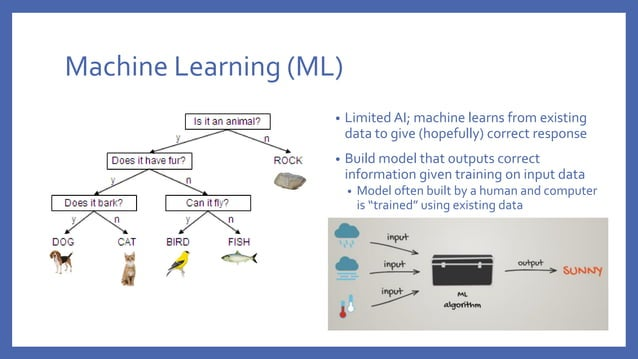 Machine Learning (ML)
Is it an animal?
y
n
Does it have fur?
ROCK
y
n
Does it bark?
Can it fly?
y
n
y
n
DOG
CAT
BIRD
FISH
• Limited AI; machine learns from existing
data to give (hopefully) correct response
• Build model that outputs correct
information given training on input data
• Model often built by a human and computer
is “trained” using existing data
input
input
input
ML
algorithm
output
SUNNY